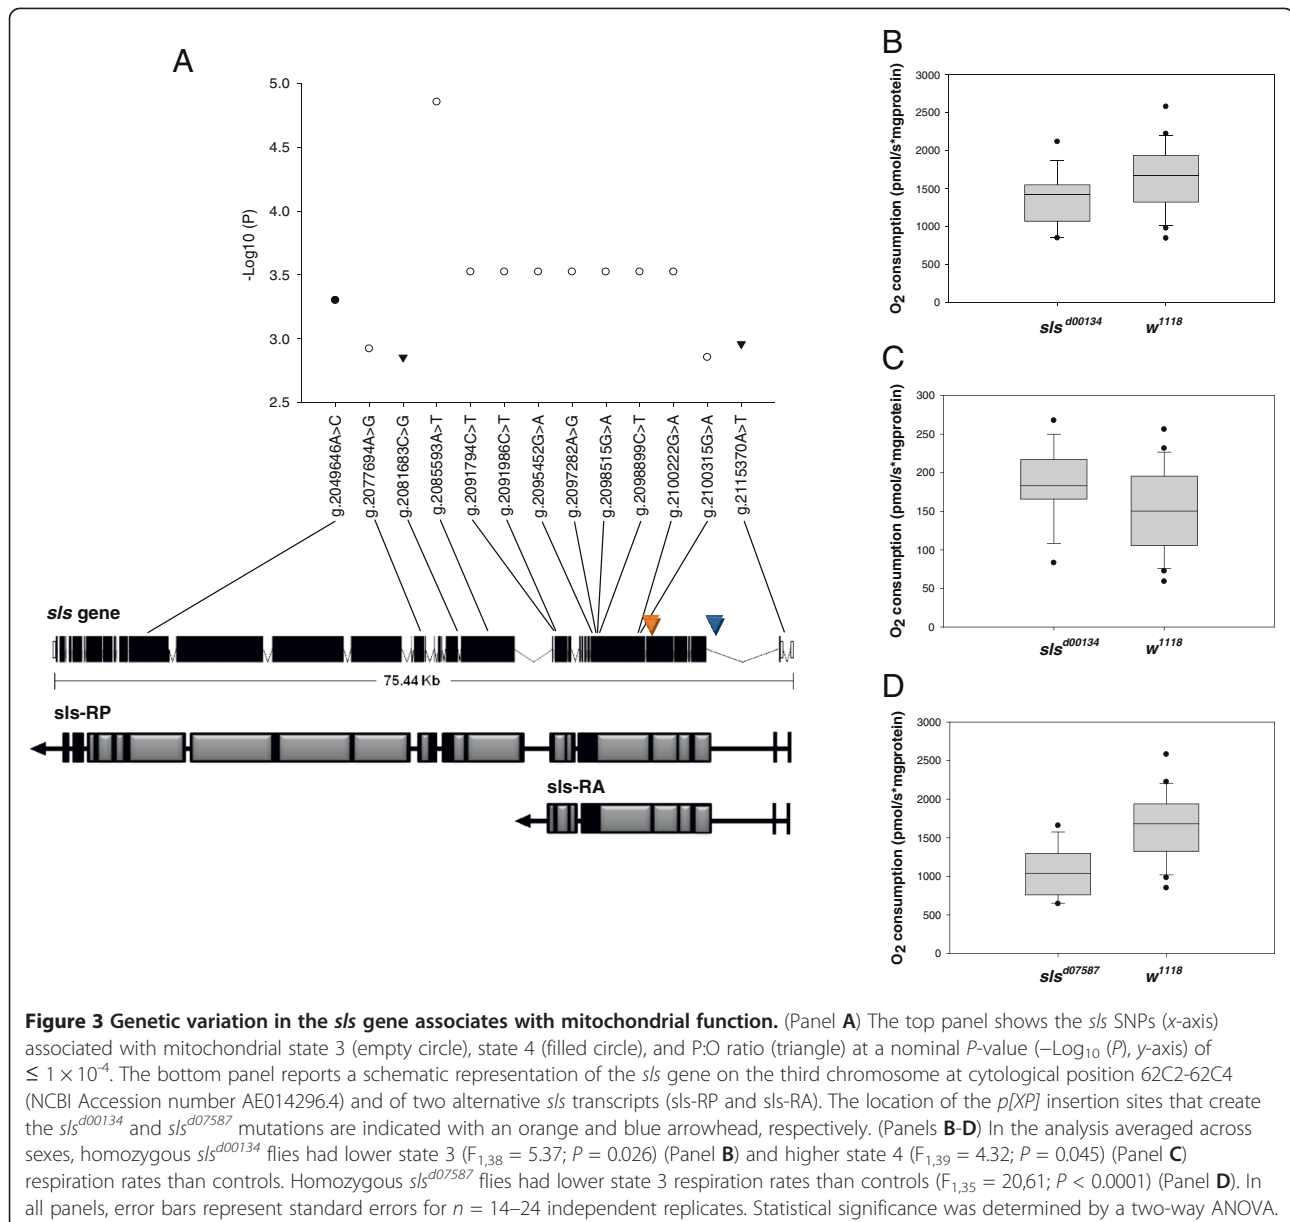 A
5.0
4.5
4.0
3.5
3.0
2.5
-Log10 (P)
g.2049646A>C
g.2077694A>G
g.2081683C>G
g.2085593A>T
g.2091794C>T
g.2091986C>T
g.2095452G>A
g.2097282A>G
g.2098515G>A
g.2098899C>T
g.2100222G>A
g.2100315G>A
g.2115370A>T
sls gene
75.44 Kb
sls-RP
sls-RA
B
O2 consumption (pmol/s*mgprotein)
3000
2500
2000
1500
1000
500
0
sls d00134 w 1118
C
O2 consumption (pmol/s*mgprotein)
300
250
200
150
100
50
0
sls d00134 w 1118
D
O2 consumption (pmol/s*mgprotein)
3000
2500
2000
1500
1000
500
0
sls d07587 w 1118
Figure 3 Genetic variation in the sls gene associates with mitochondrial function. (Panel A) The top panel shows the sls SNPs (x-axis)
associated with mitochondrial state 3 (empty circle), state 4 (filled circle), and P:O ratio (triangle) at a nominal P-value (−Log10 (P), y-axis) of
≤ 1 × 10-4. The bottom panel reports a schematic representation of the sls gene on the third chromosome at cytological position 62C2-62C4
(NCBI Accession number AE014296.4) and of two alternative sls transcripts (sls-RP and sls-RA). The location of the p[XP] insertion sites that create
the sls d00134 and sls d07587 mutations are indicated with an orange and blue arrowhead, respectively. (Panels B-D) In the analysis averaged across
sexes, homozygous sls d00134 flies had lower state 3 (F1,38 = 5.37; P = 0.026) (Panel B) and higher state 4 (F1,39 = 4.32; P = 0.045) (Panel C)
respiration rates than controls. Homozygous sls d07587 flies had lower state 3 respiration rates than controls (F1,35 = 20,61; P < 0.0001) (Panel D). In
all panels, error bars represent standard errors for n = 14–24 independent replicates. Statistical significance was determined by a two-way ANOVA.